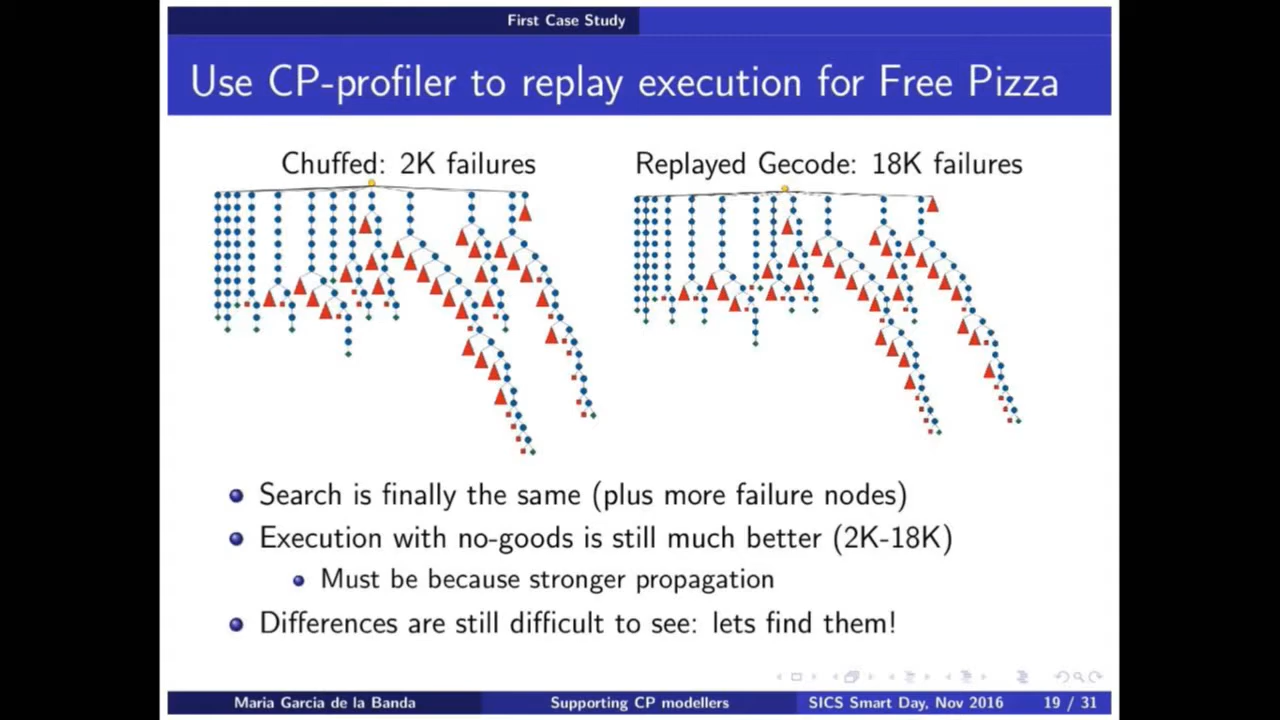 First Case Study
Use CP-profiler to replay execution for Free Pizza
Chuffed: 2K failures
Replayed Gecode: 18K failures
Search is finally the same (plus more failure nodes)
Execution with no-goods is still much better (2K-18K)
Must be because stronger propagation
Differences are still difficult to see: lets find them!
Maria Garcia de la Banda
Supporting CP modellers
SICS Smart Day, Nov 2016
19 / 31